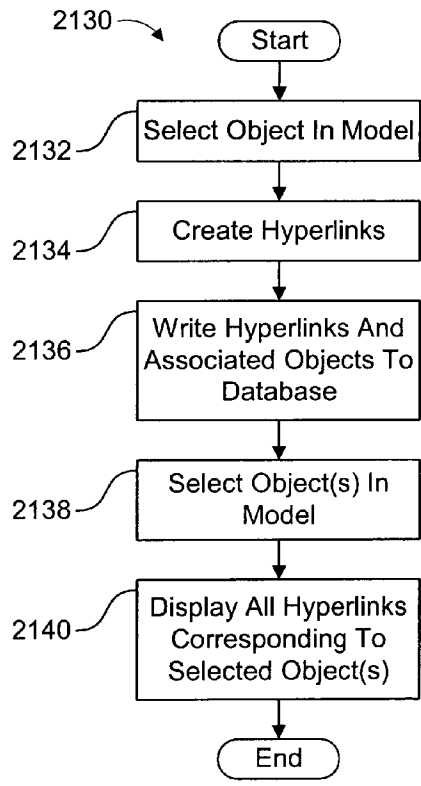 2130
Start
2132
Select Object In Model
2134
Create Hyperlinks
2136
Write Hyperlinks And
Associated Objects To
Database
2138
Select Object(s) In
Model
2140
Display All Hyperlinks
Corresponding To
Selected Object(s)
End